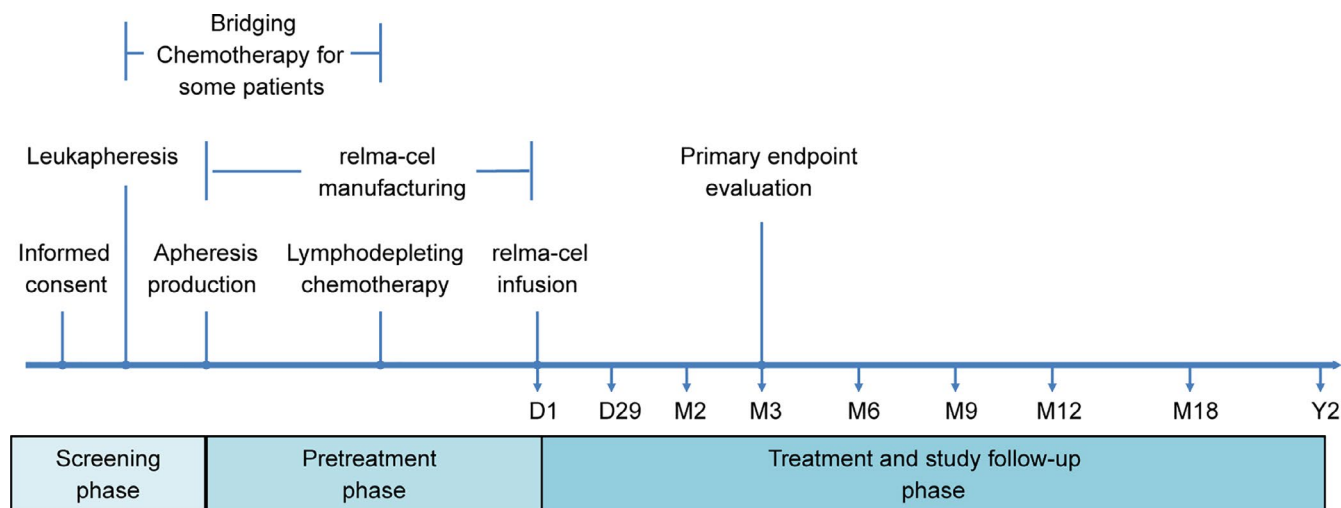 Bridging
Chemotherapy for
some patients
Leukapheresis
relma-cel
manufacturing
Primary endpoint
evaluation
Informed
consent
Apheresis
production
Lymphodepleting
chemotherapy
relma-cel
infusion
D1 D29 M2 M3 M6 M9 M12 M18 Y2
Screening
phase
Pretreatment
phase
Treatment and study follow-up
phase